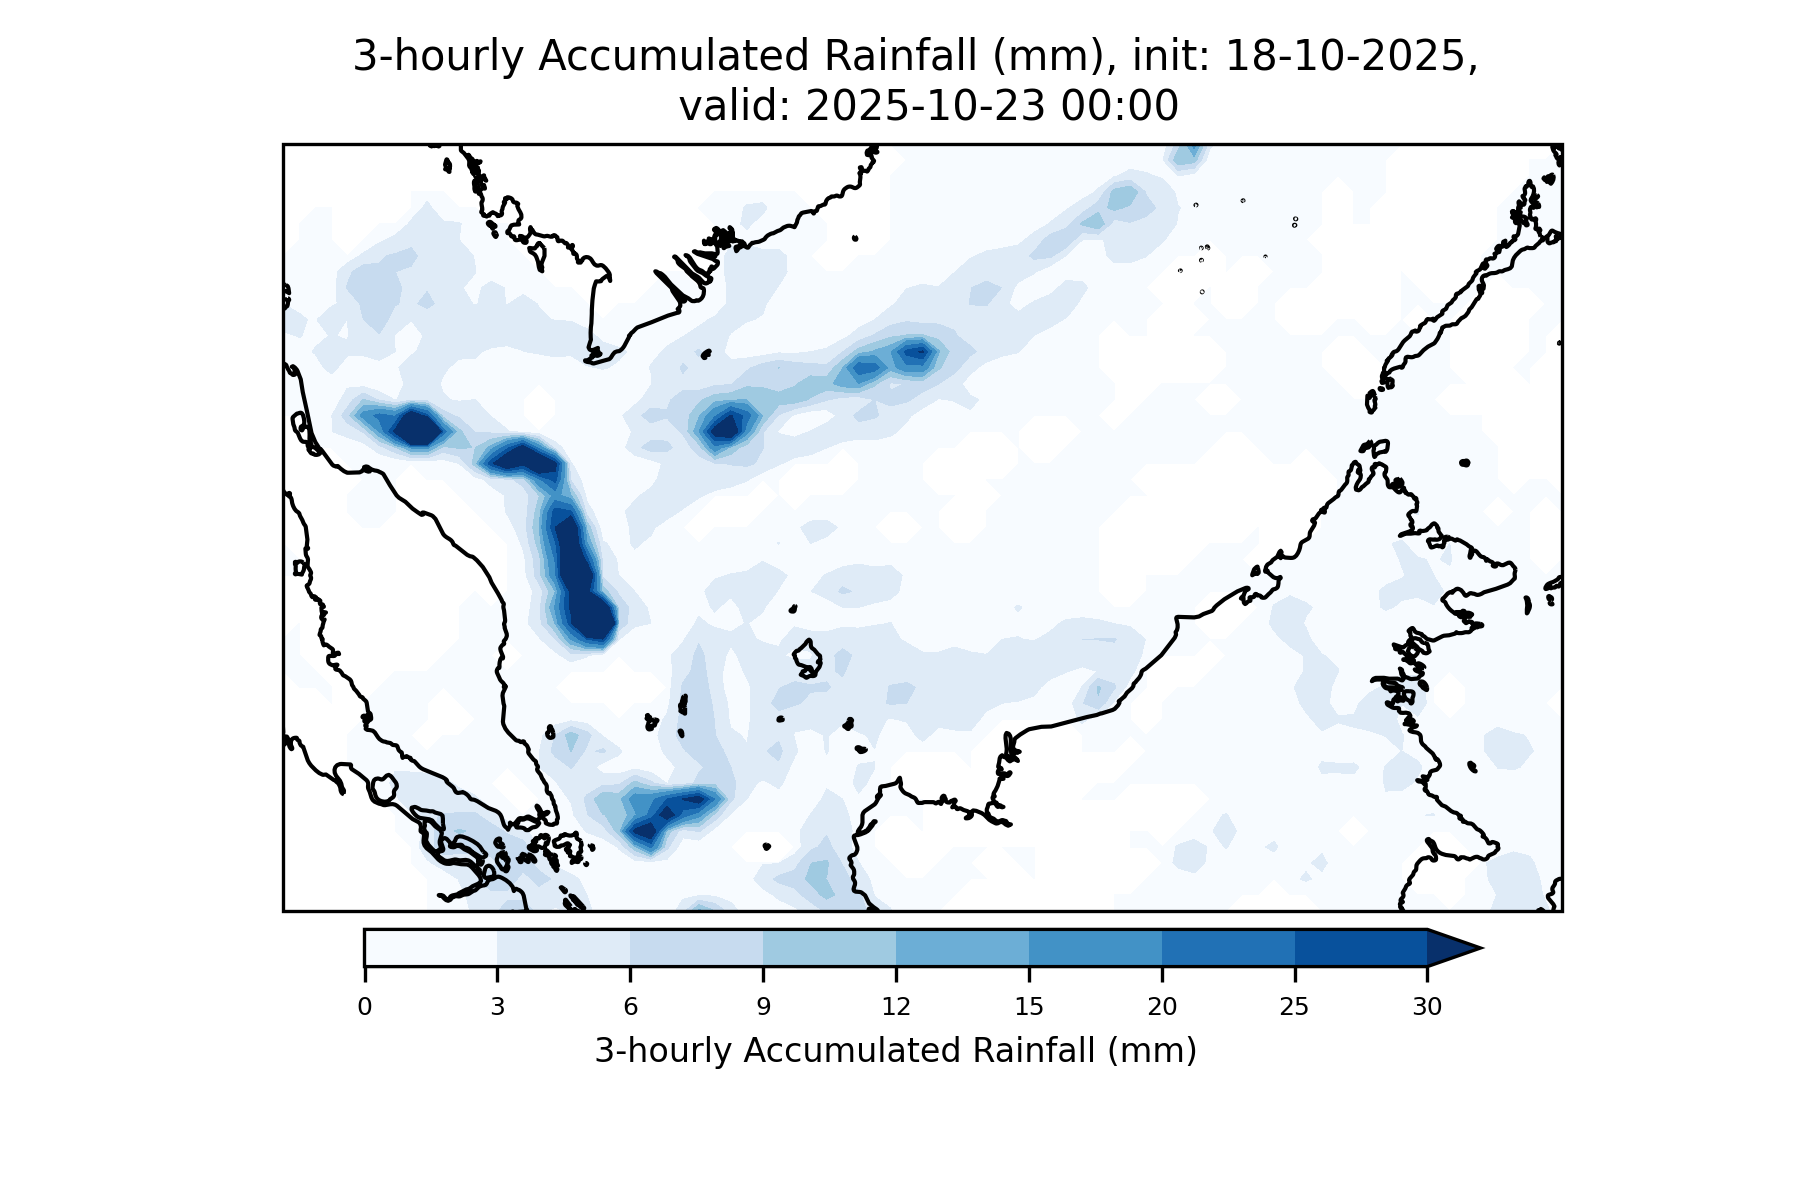 3-hourly Accumulated Rainfall (mm), init: 18-10-2025,
valid: 2025-10-23 00:00
0 3 6 9 12 15 20 25 30
3-hourly Accumulated Rainfall (mm)